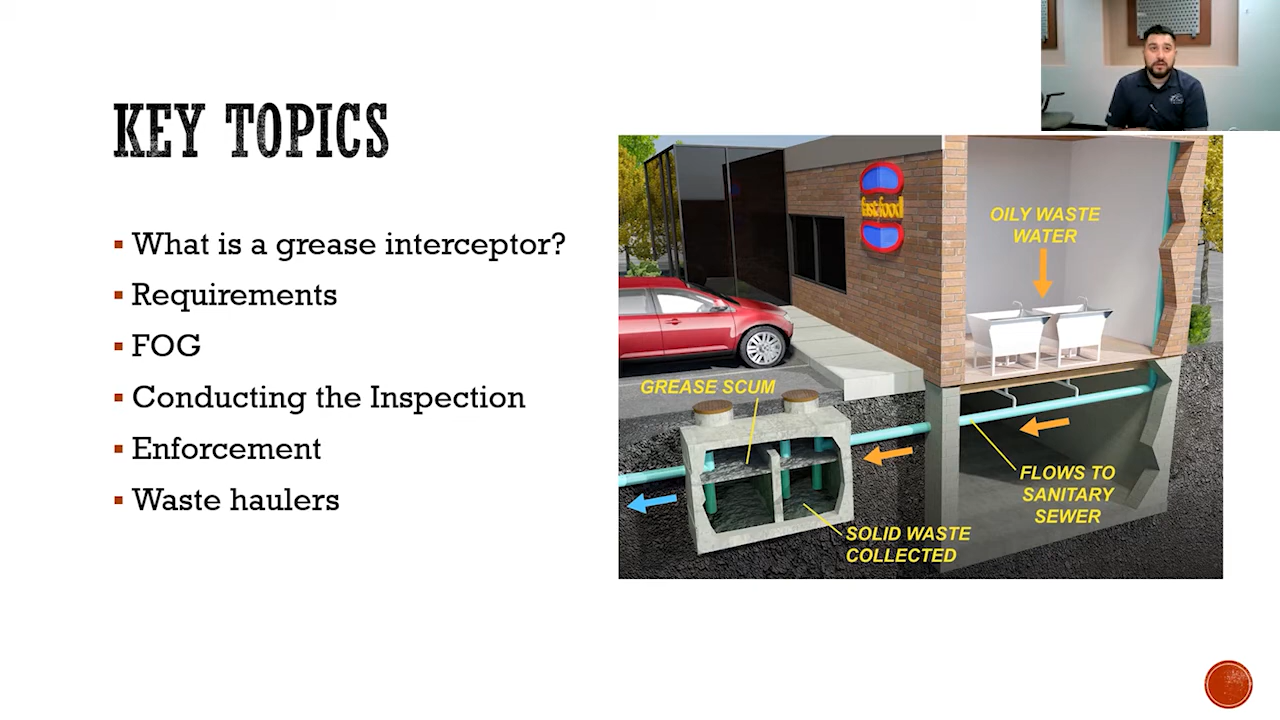 KEY TOPICS
What is a grease interceptor?
Requirements
FOG
Conducting the Inspection
Enforcement
Waste haulers
fastfood
OILY WASTE
WATER
GREASE SCUM
FLOWS TO
SANITARY
SEWER
SOLID WASTE
COLLECTED